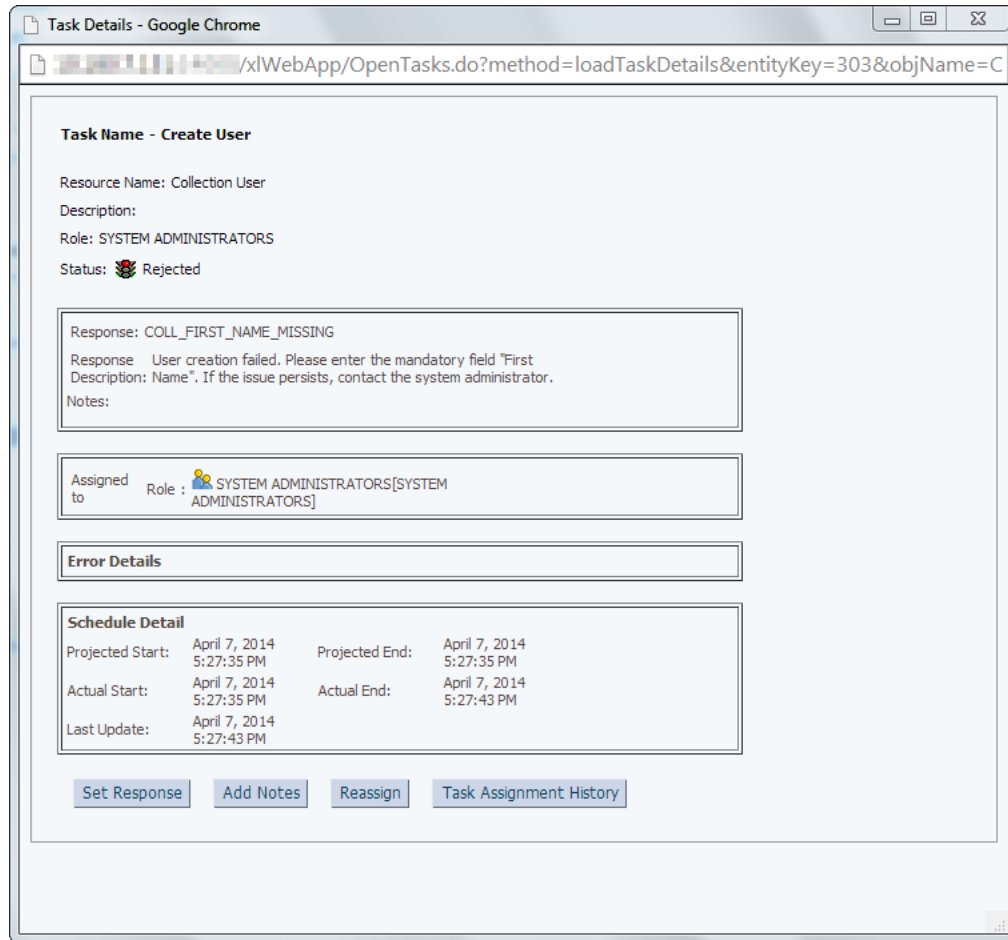 Task Details - Google Chrome
/xlWebApp/OpenTasks.do?method=loadTaskDetails&entityKey=303&objName=C
Task Name - Create User
Resource Name: Collection User
Description:
Role: SYSTEM ADMINISTRATORS
Status: Rejected
Response: COLL_FIRST_NAME_MISSING
Response User creation failed. Please enter the mandatory field "First
Description: Name". If the issue persists, contact the system administrator.
Notes:
Assigned to Role : SYSTEM ADMINISTRATORS[SYSTEM
ADMINISTRATORS]
Error Details
Schedule Detail
Projected Start: April 7, 2014 5:27:35 PM Projected End: April 7, 2014 5:27:35 PM
Actual Start: April 7, 2014 5:27:35 PM Actual End: April 7, 2014 5:27:43 PM
Last Update: April 7, 2014 5:27:43 PM
Set Response Add Notes Reassign Task Assignment History